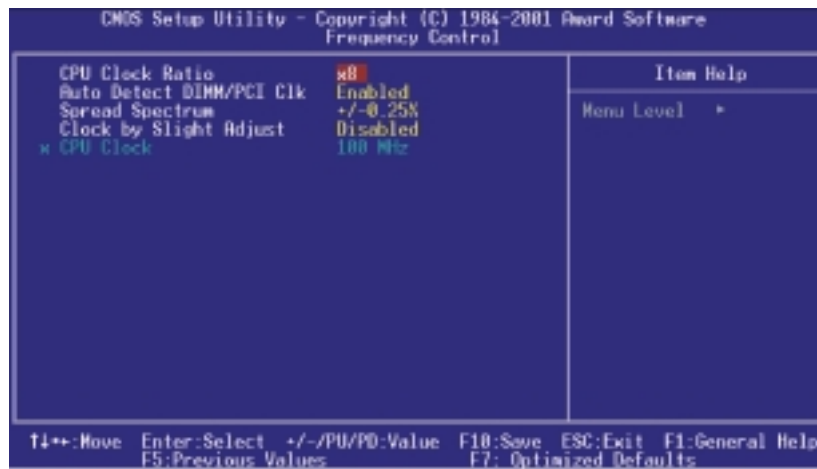 CMOS Setup Utility - Copyright (C) 1984-2001 Award Software
Frequency Control
CPU Clock Ratio x8
Auto Detect DIMM/PCI Clk Enabled
Spread Spectrum +/-0.25%
Clock by Slight Adjust Disabled
x CPU Clock 100 MHz
Item Help
Menu Level ►
↑↓→←:Move Enter:Select +/-/PU/PD:Value F10:Save ESC:Exit F1:General Help
F5:Previous Values F7: Optimized Defaults